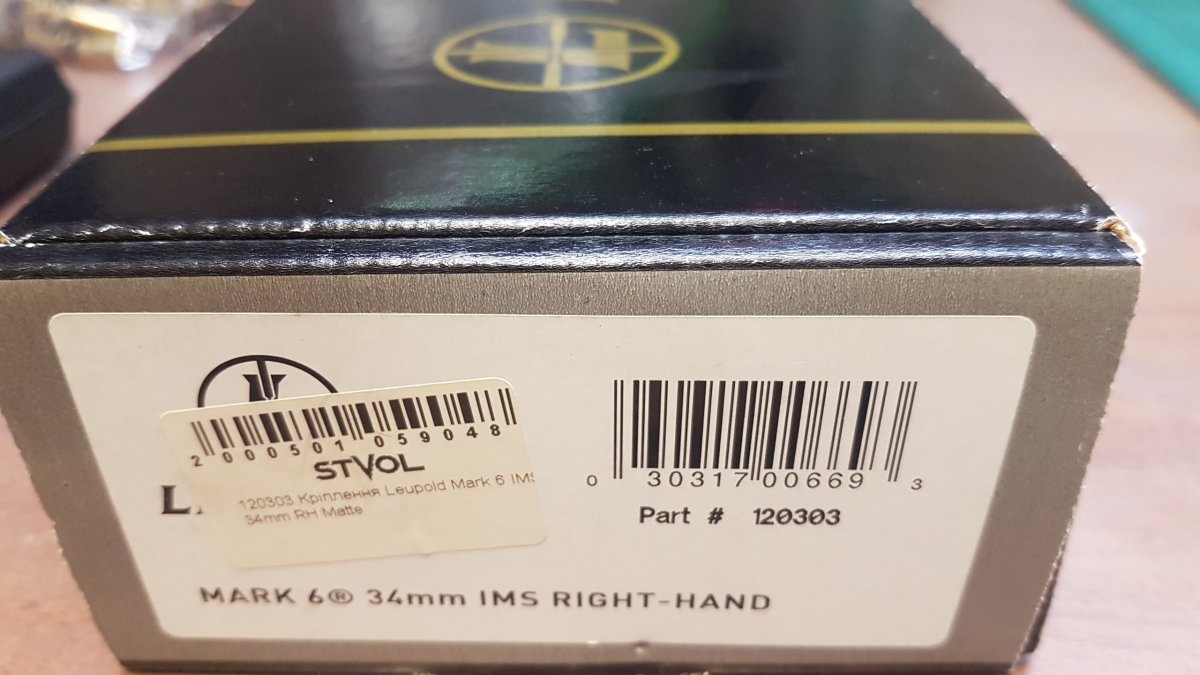 2000501059048
STVOL
120303 Кріплення Leupold Mark 6 IMS
34mm RH Matte
0 30317 00669 3
Part # 120303
MARK 6® 34mm IMS RIGHT-HAND